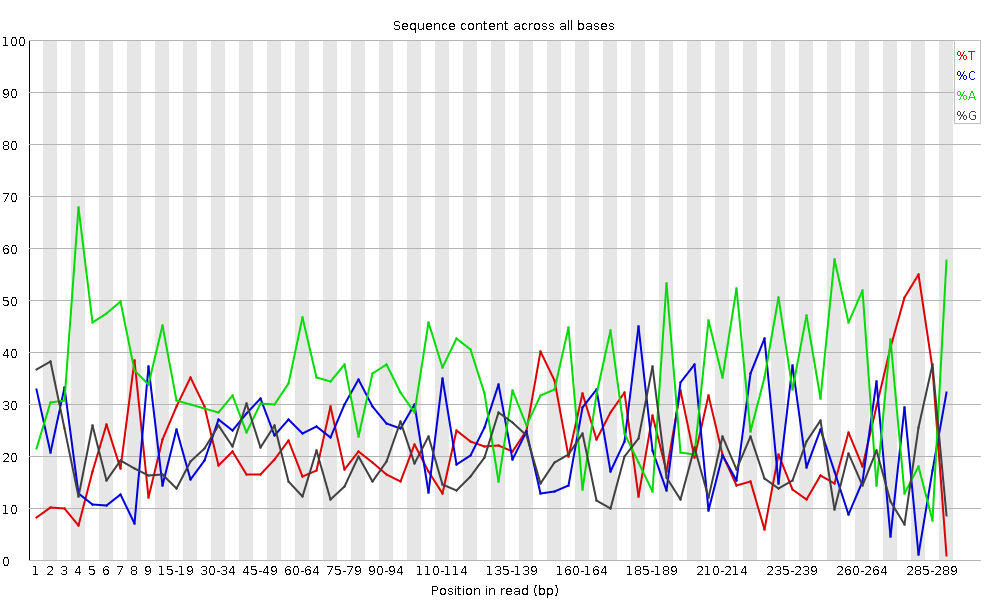 Sequence content across all bases
100
90
80
70
60
50
40
30
20
10
0
%T
%C
%A
%G
1 2 3 4 5 6 7 8 9 15-19 30-34 45-49 60-64 75-79 90-94 110-114 135-139 160-164 185-189 210-214 235-239 260-264 285-289
Position in read (bp)